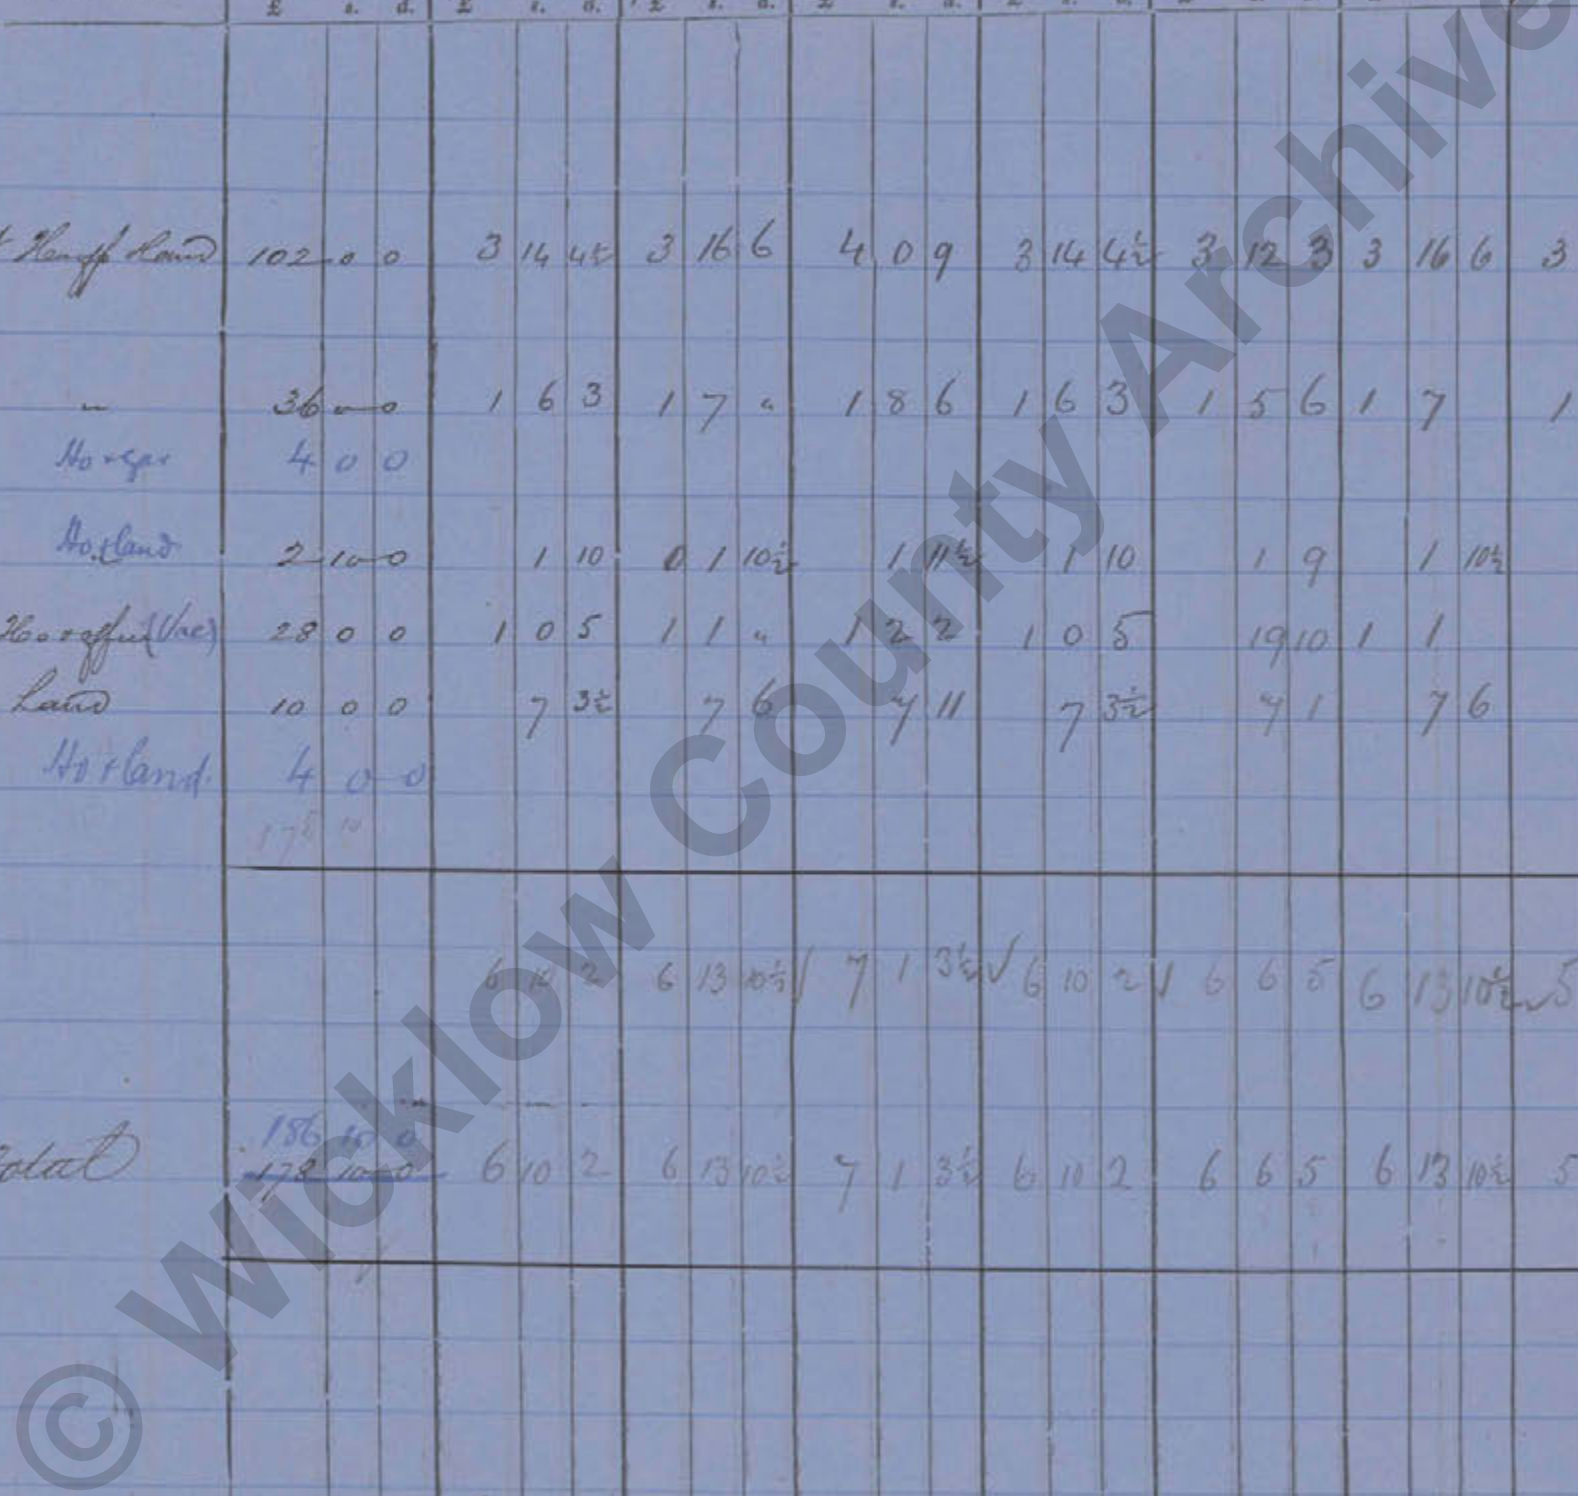 £ s. d. £ s. d. £ s. d. £ s. d. £ s. d.
102 0 0 3 14 4½ 3 16 6 4 0 9 3 14 4½ 3 12 3 3 16 6 3
36 0 0 1 6 3 1 7 " 1 8 6 1 6 3 1 5 6 1 7 1
4 0 0
Ho + land 2 10 0 1 10 0 1 10½ 1 11½ 1 10 1 9 1 10½
(Vac) 28 0 0 1 0 5 1 1 " 1 2 2 1 0 5 19 10 1 1
Land 10 0 0 7 3½ 7 6 7 11 7 3½ 7 1 7 6
Ho + land. 4 0 0
178 10
6 10 2 6 13 10½ √ 7 1 3½ √ 6 10 2 √ 6 6 5 6 13 10½ √ 5
186 10 0
Total 178 10 0 6 10 2 6 13 10½ 7 1 3½ 6 10 2 6 6 5 6 13 10½ 5
© Wicklow County Archive